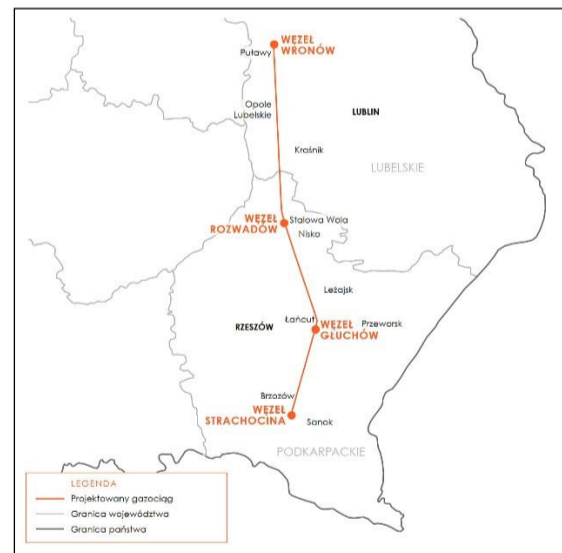 WĘZEŁ
WRONÓW
Puławy
Opole
Lubelskie
LUBLIN
Kraśnik
LUBELSKIE
WĘZEŁ
ROZWADÓW
Stalowa Wola
Nisko
Leżajsk
Łańcut
RZESZÓW
WĘZEŁ
GŁUCHÓW
Przeworsk
Brzozów
WĘZEŁ
STRACHOCINA
Sanok
PODKARPACKIE
LEGENDA
Projektowany gazociąg
Granica województwa
Granica państwa